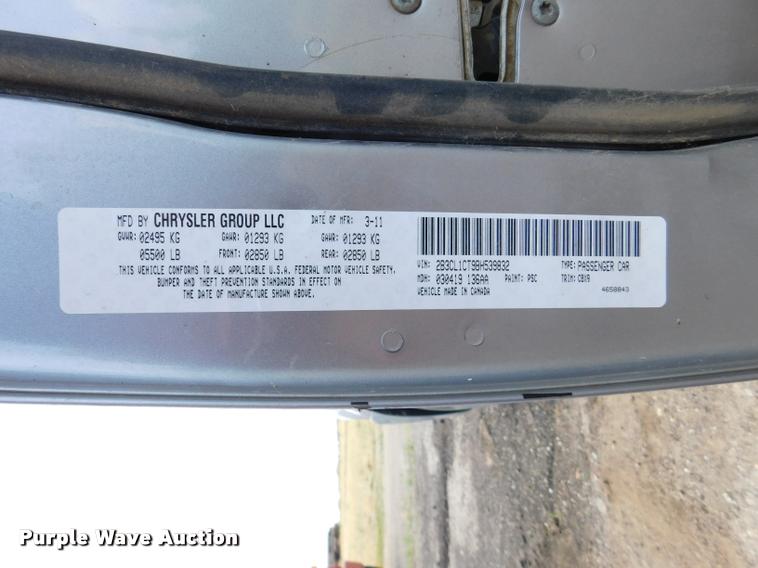 MFD BY CHRYSLER GROUP LLC DATE OF MFR: 3-11
GVWR: 02495 KG GAWR: 01293 KG GAWR: 01293 KG
05500 LB FRONT: 02850 LB REAR: 02850 LB
THIS VEHICLE CONFORMS TO ALL APPLICABLE U.S.A. FEDERAL MOTOR VEHICLE SAFETY,
BUMPER AND THEFT PREVENTION STANDARDS IN EFFECT ON
THE DATE OF MANUFACTURE SHOWN ABOVE.
VIN: 2B3CL1CT9BH539832 TYPE: PASSENGER CAR
MDH: 030419 136AA PAINT: PSC TRIM: CBX9
VEHICLE MADE IN CANADA 4658843
Purple Wave Auction